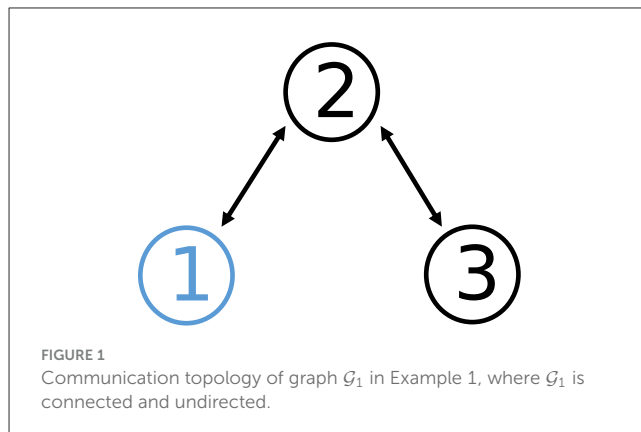 2
1
3
FIGURE 1
Communication topology of graph 𝒢₁ in Example 1, where 𝒢₁ is
connected and undirected.